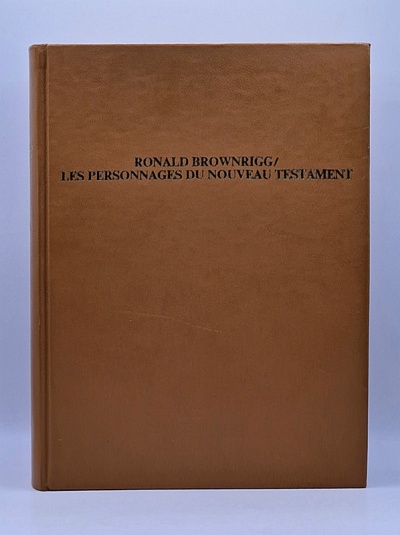 RONALD BROWNRIGG/
LES PERSONNAGES DU NOUVEAU TESTAMENT